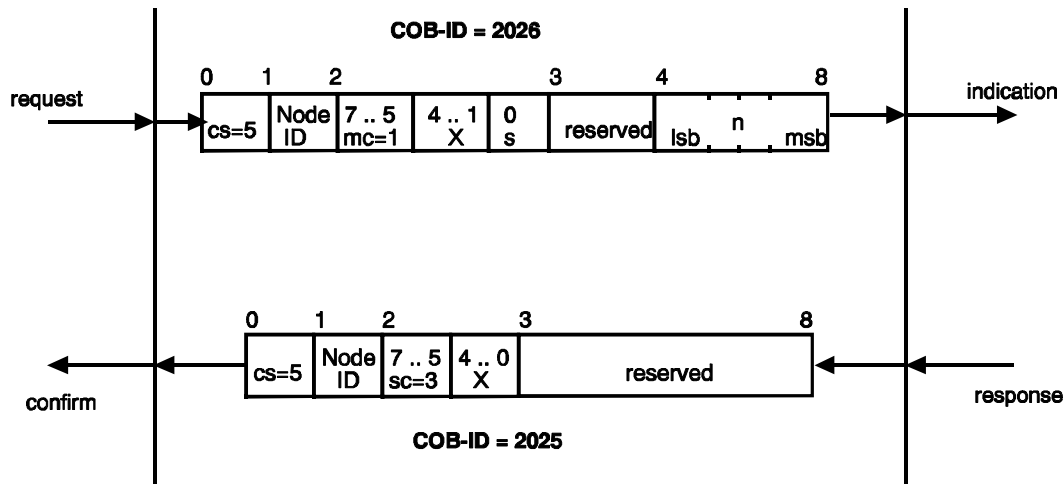 COB-ID = 2026
0 1 2 3 4 8
request
indication
cs=5
Node
ID
7 .. 5
mc=1
4 .. 1
X
0
s
reserved
n
lsb
msb
0 1 2 3 8
cs=5
Node
ID
7 .. 5
sc=3
4 .. 0
X
reserved
confirm
response
COB-ID = 2025